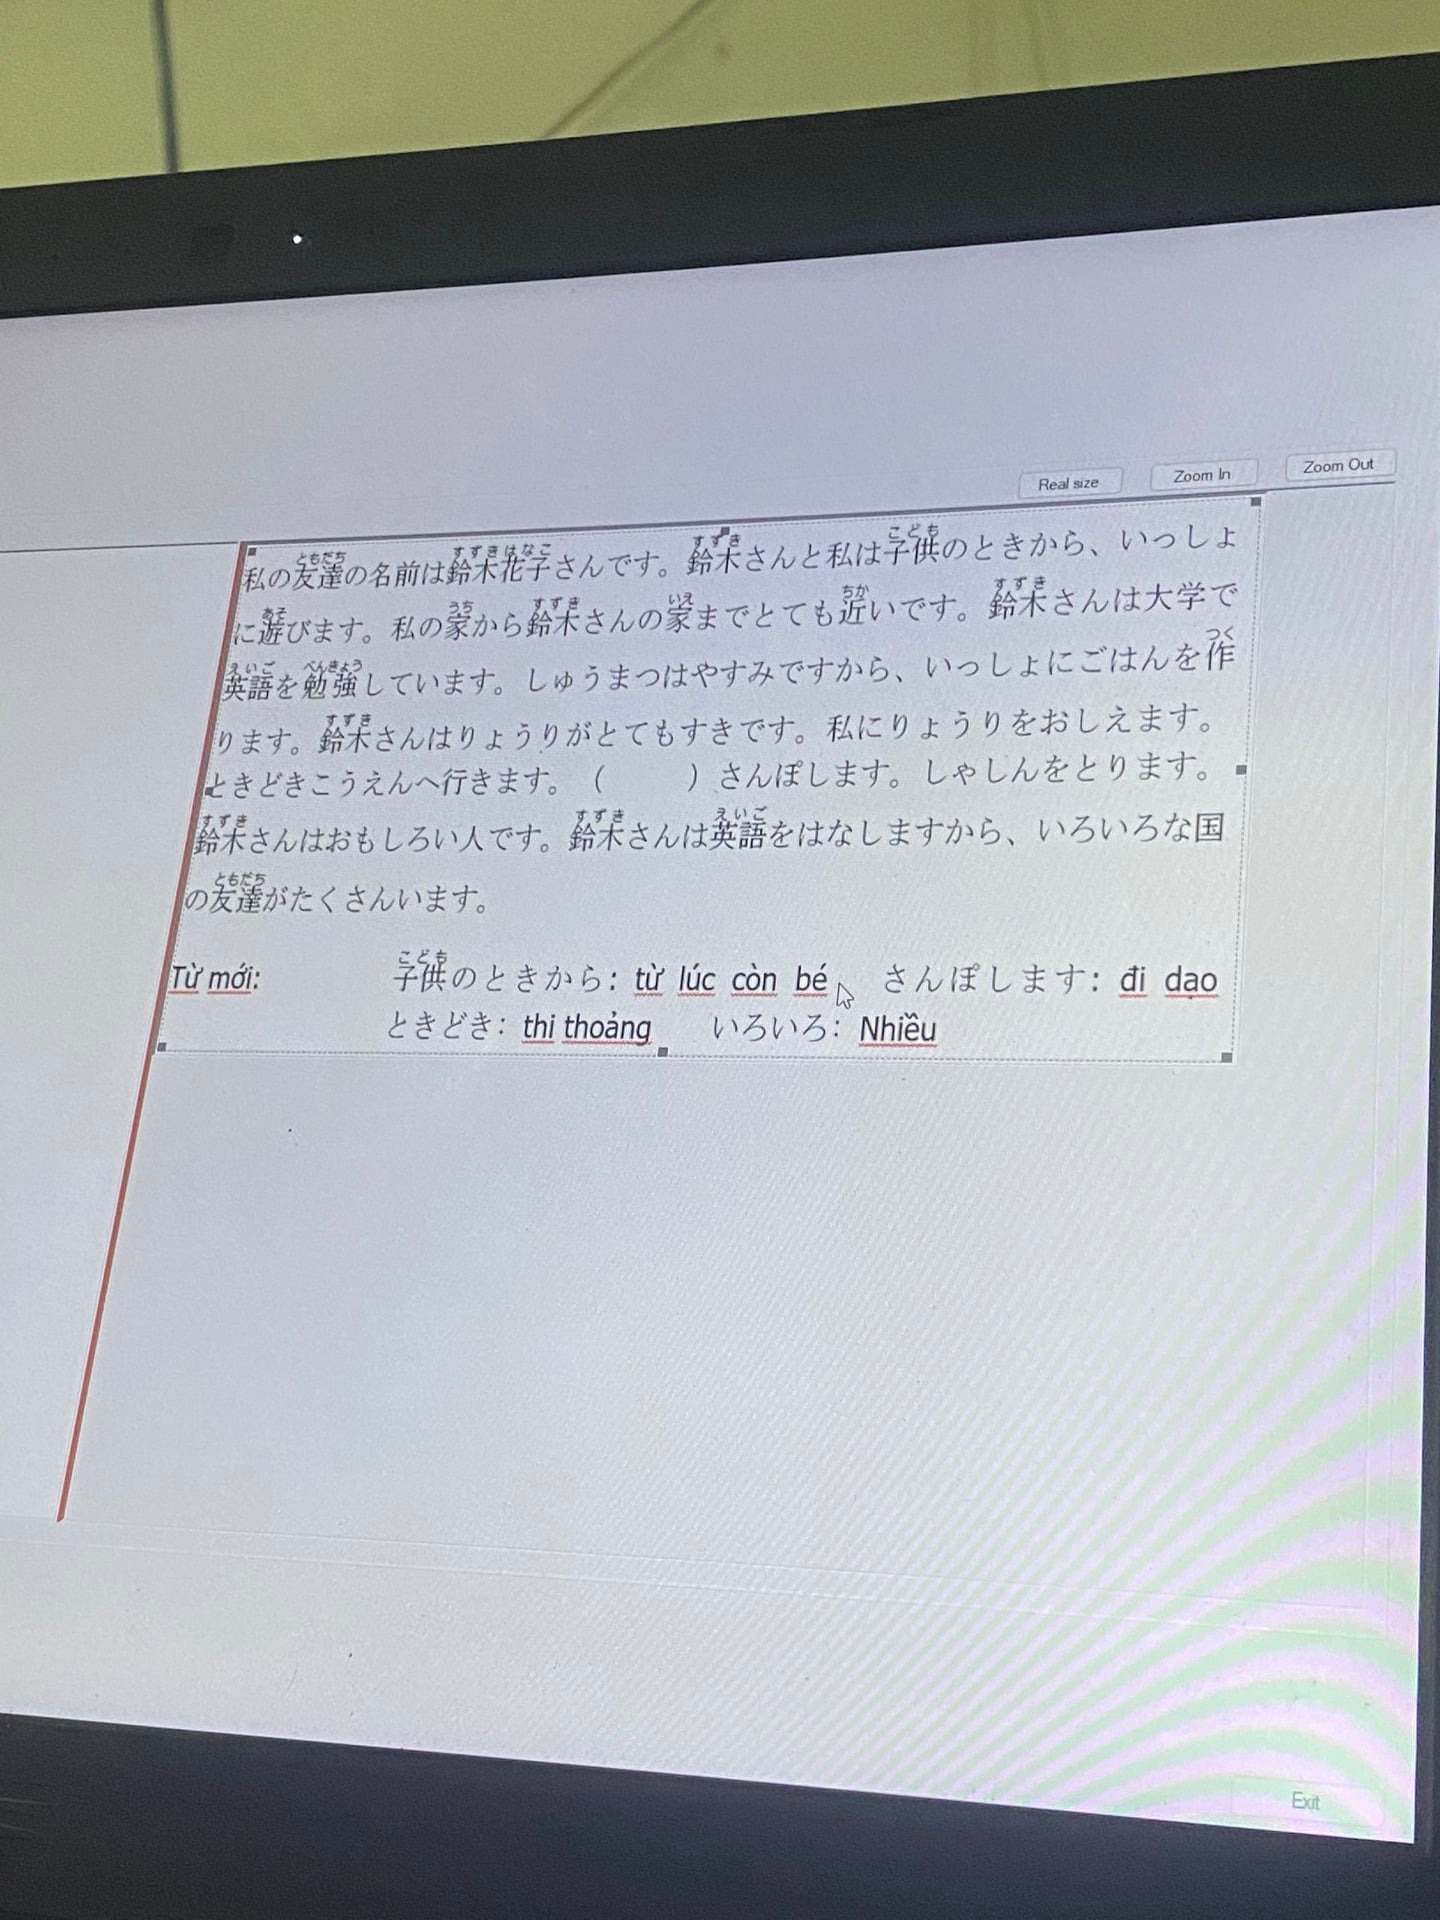 Real size
Zoom In
Zoom Out
私の友達の名前は鈴木花子さんです。鈴木さんと私は子供のときから、いっしょ
に遊びます。私の家から鈴木さんの家までとても近いです。鈴木さんは大学で
英語を勉強しています。しゅうまつはやすみですから、いっしょにごはんを作
ります。鈴木さんはりょうりがとてもすきです。私にりょうりをおしえます。
ときどきこうえんへ行きます。（　　　）さんぽします。しゃしんをとります。
鈴木さんはおもしろい人です。鈴木さんは英語をはなしますから、いろいろな国
の友達がたくさんいます。
Từ mới: 子供のときから: từ lúc còn bé さんぽします: đi dạo
ときどき: thi thoảng いろいろ: Nhiều
Exit